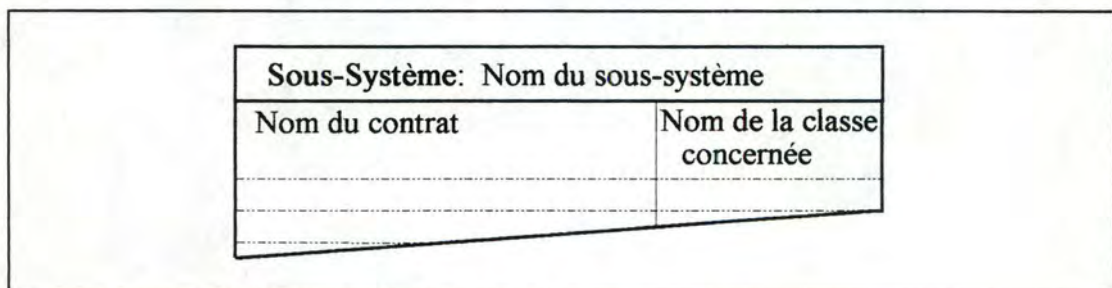 Sous-Système: Nom du sous-système
Nom du contrat
Nom de la classe
concernée